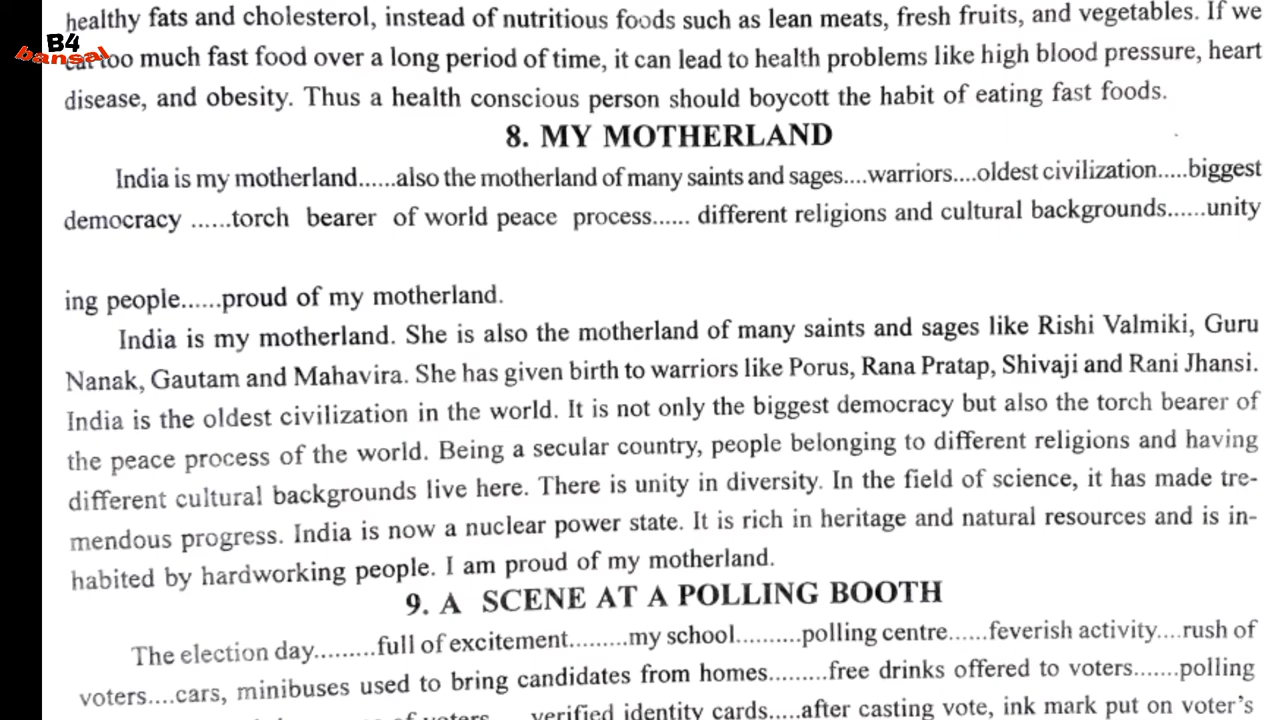 healthy fats and cholesterol, instead of nutritious foods such as lean meats, fresh fruits, and vegetables. If we
B4
bansal
too much fast food over a long period of time, it can lead to health problems like high blood pressure, heart
disease, and obesity. Thus a health conscious person should boycott the habit of eating fast foods.
8. MY MOTHERLAND
India is my motherland......also the motherland of many saints and sages....warriors....oldest civilization.....biggest
democracy ......torch bearer of world peace process...... different religions and cultural backgrounds......unity
ing people......proud of my motherland.
India is my motherland. She is also the motherland of many saints and sages like Rishi Valmiki, Guru
Nanak, Gautam and Mahavira. She has given birth to warriors like Porus, Rana Pratap, Shivaji and Rani Jhansi.
India is the oldest civilization in the world. It is not only the biggest democracy but also the torch bearer of
the peace process of the world. Being a secular country, people belonging to different religions and having
different cultural backgrounds live here. There is unity in diversity. In the field of science, it has made tre-
mendous progress. India is now a nuclear power state. It is rich in heritage and natural resources and is in-
habited by hardworking people. I am proud of my motherland.
9. A SCENE AT A POLLING BOOTH
The election day.........full of excitement.........my school..........polling centre......feverish activity....rush of
voters....cars, minibuses used to bring candidates from homes.........free drinks offered to voters.......polling
of voters verified identity cards.....after casting vote, ink mark put on voter's